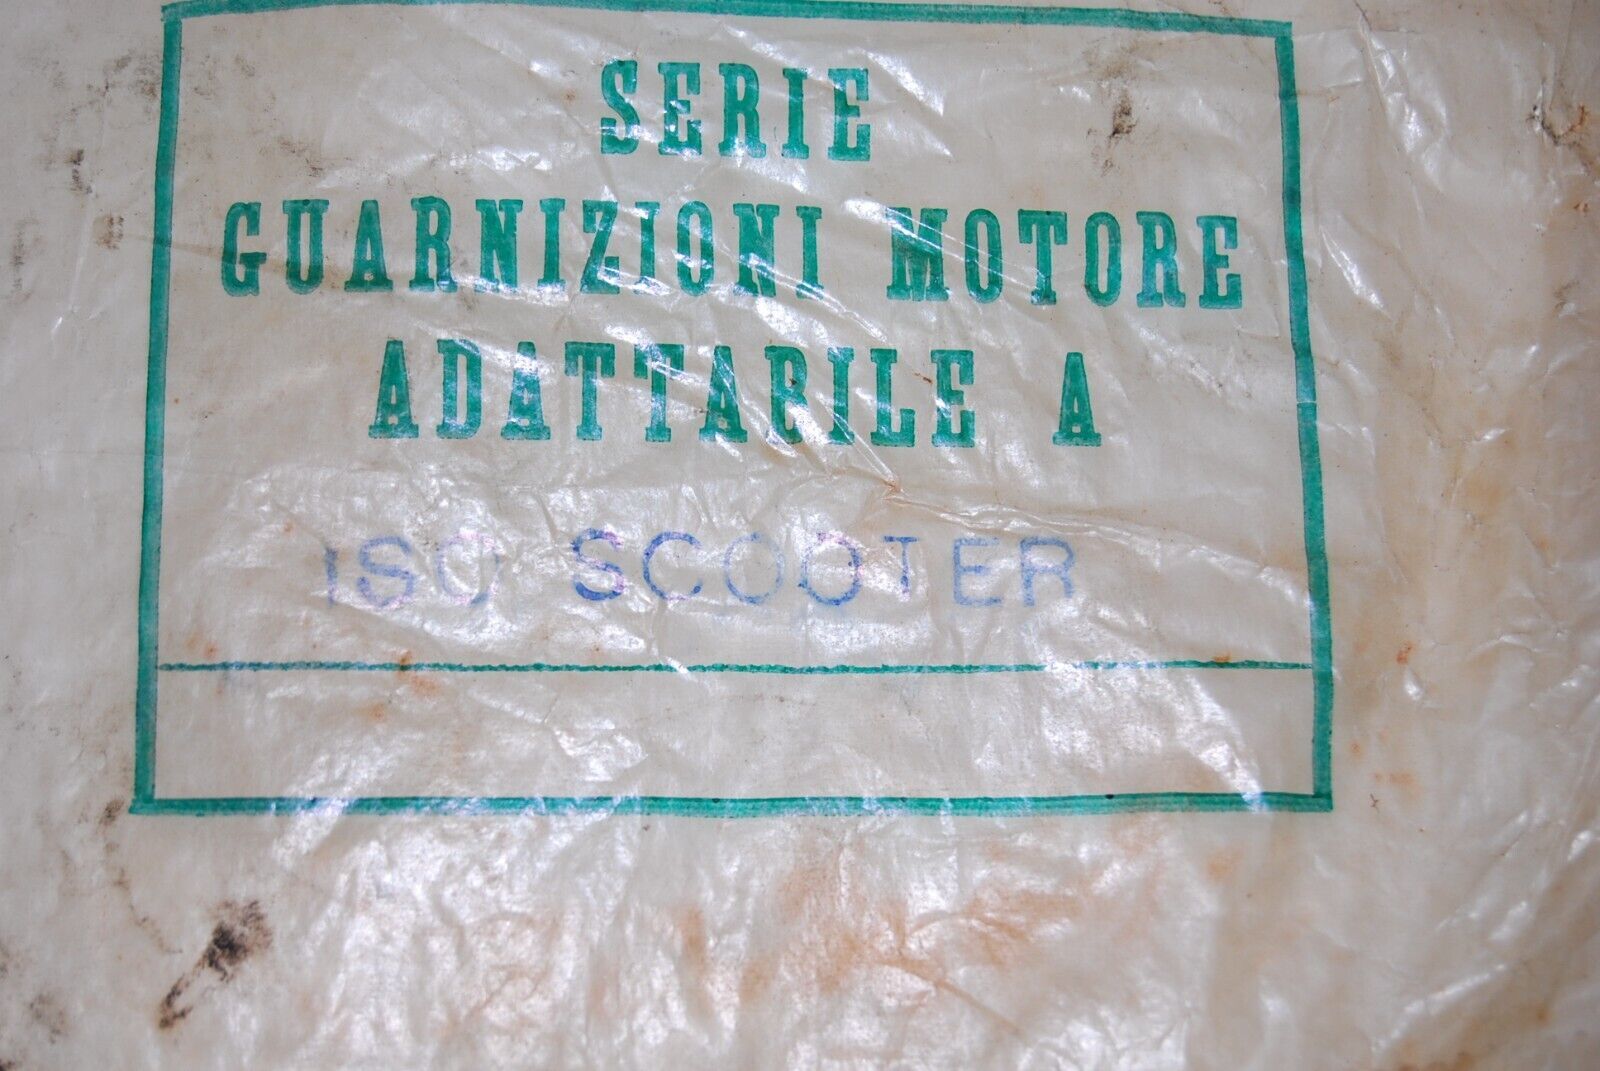 SERIE
GUARNIZIONI MOTORE
ADATTABILE A
ISO SCOOTER